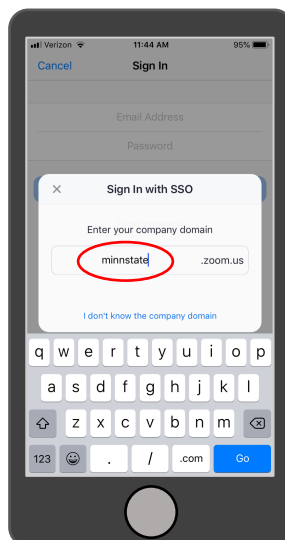 Verizon 11:44 AM 95%
Cancel Sign In
Email Address
Password
× Sign In with SSO
Enter your company domain
minnstate .zoom.us
I don't know the company domain
q w e r t y u i o p
a s d f g h j k l
z x c v b n m
123 . / .com Go